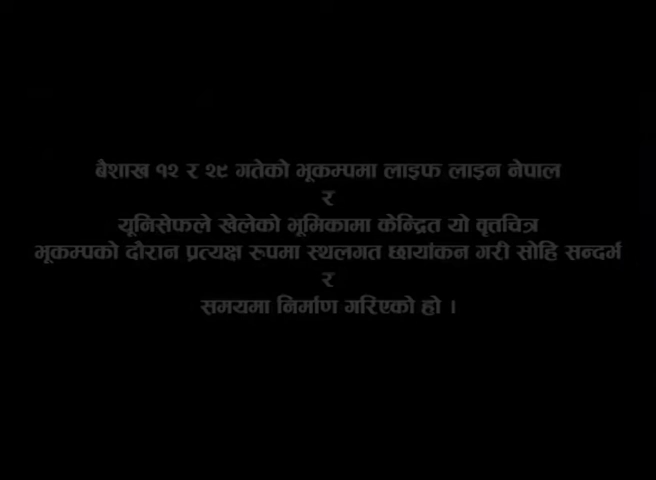 बैशाख १२ र २९ गतेको भूकम्पमा लाइफ लाइन नेपाल
र
यूनिसेफले खेलेको भूमिकामा केन्द्रित यो वृत्तचित्र
भूकम्पको दौरान प्रत्यक्ष रुपमा स्थलगत छायांकन गरी सोहि सन्दर्भ
र
समयमा निर्माण गरिएको हो ।